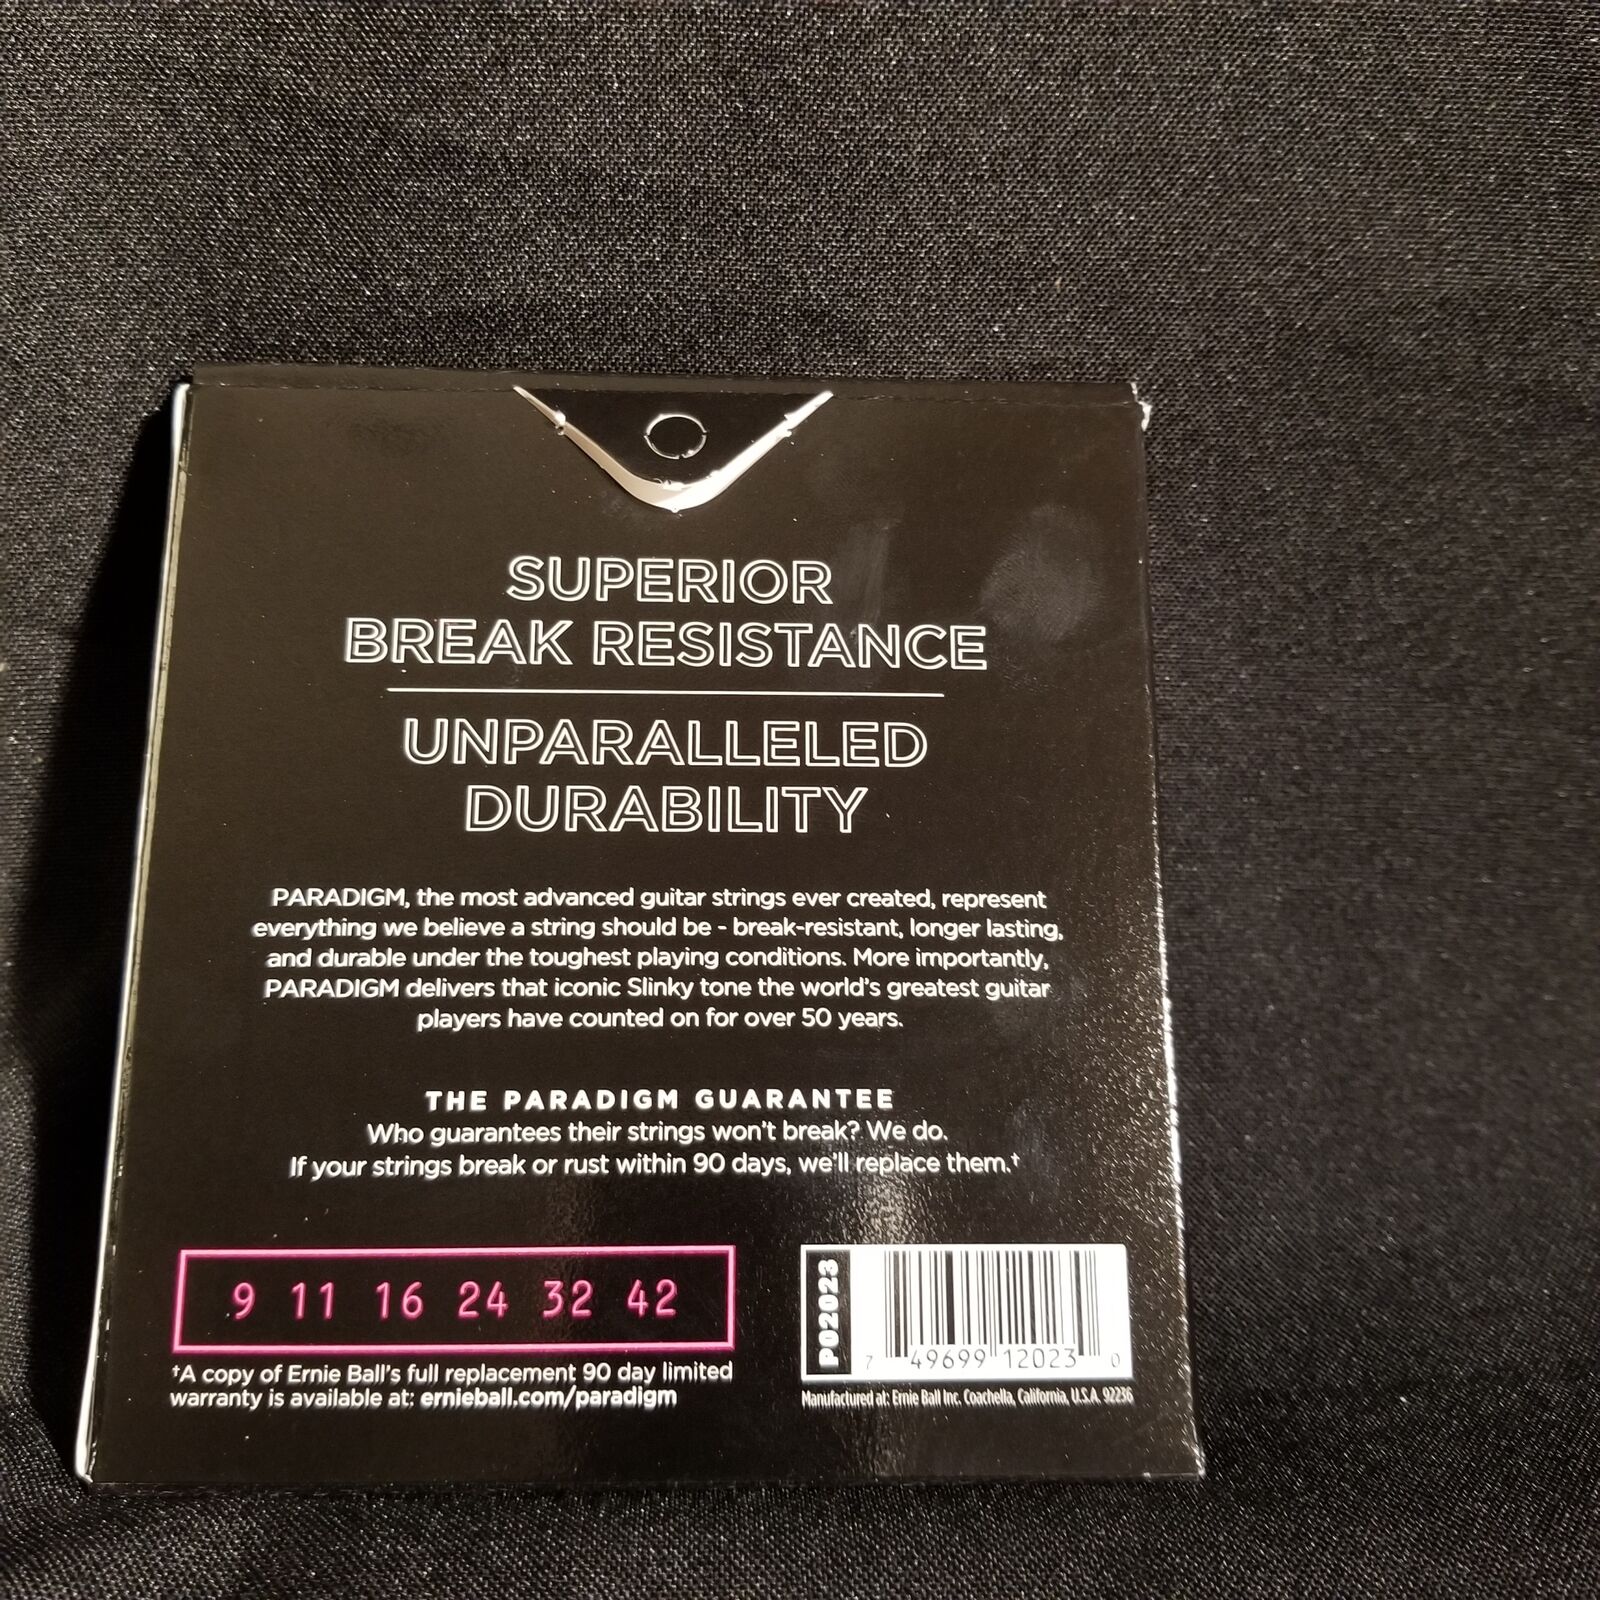 SUPERIOR
BREAK RESISTANCE
UNPARALLELED
DURABILITY
PARADIGM, the most advanced guitar strings ever created, represent
everything we believe a string should be - break-resistant, longer lasting,
and durable under the toughest playing conditions. More importantly,
PARADIGM delivers that iconic Slinky tone the world's greatest guitar
players have counted on for over 50 years.
THE PARADIGM GUARANTEE
Who guarantees their strings won't break? We do.
If your strings break or rust within 90 days, we'll replace them.†
9 11 16 24 32 42
†A copy of Ernie Ball's full replacement 90 day limited
warranty is available at: ernieball.com/paradigm
P02023
7 49699 12023 0
Manufactured at: Ernie Ball Inc. Coachella, California, U.S.A. 92236